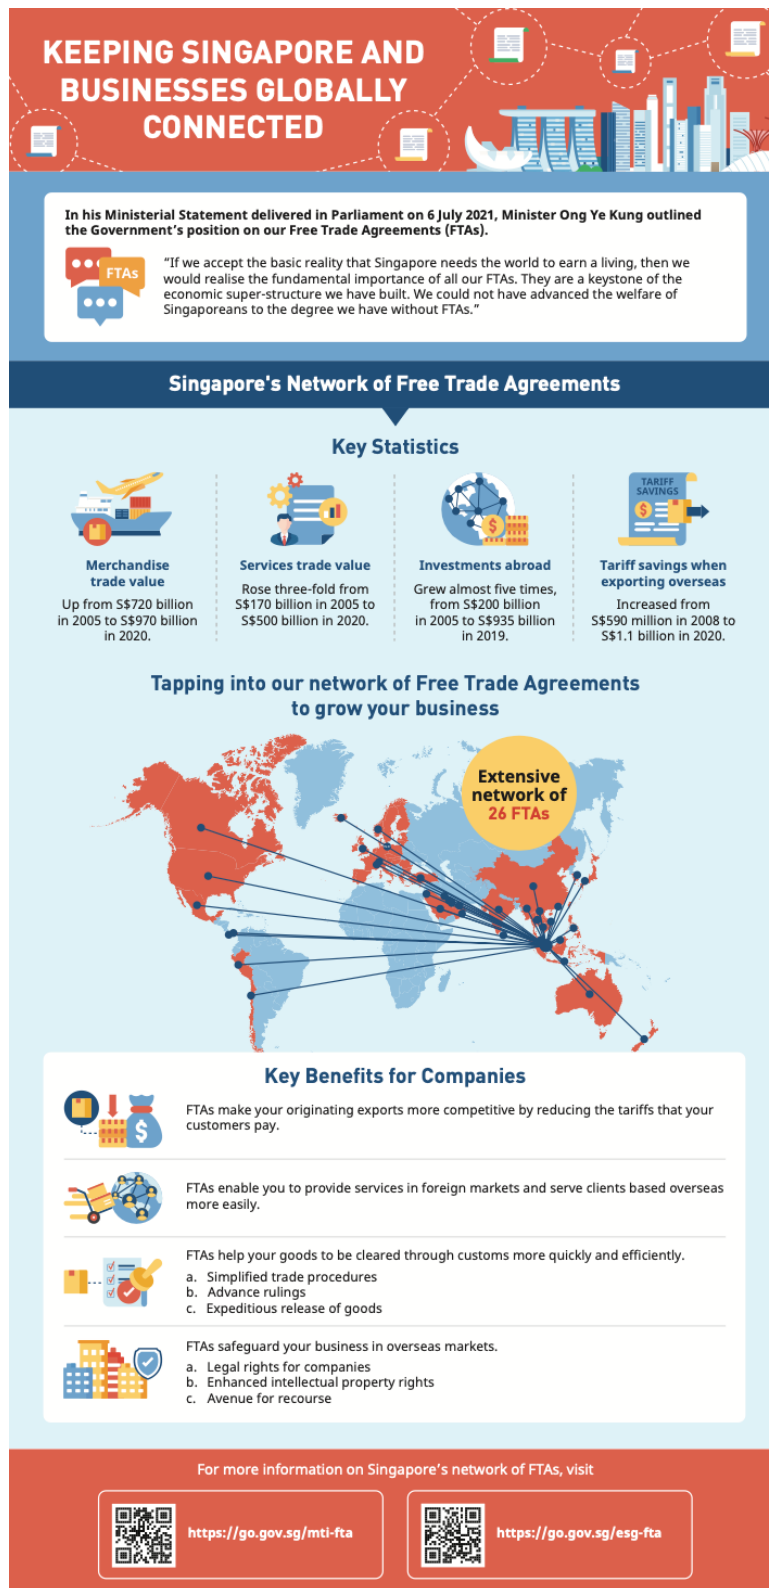 KEEPING SINGAPORE AND
BUSINESSES GLOBALLY
CONNECTED
In his Ministerial Statement delivered in Parliament on 6 July 2021, Minister Ong Ye Kung outlined
the Government's position on our Free Trade Agreements (FTAs).
FTAs
“If we accept the basic reality that Singapore needs the world to earn a living, then we
would realise the fundamental importance of all our FTAs. They are a keystone of the
economic super-structure we have built. We could not have advanced the welfare of
Singaporeans to the degree we have without FTAs.”
Singapore's Network of Free Trade Agreements
Key Statistics
Merchandise
trade value
Up from S$720 billion
in 2005 to S$970 billion
in 2020.
Services trade value
Rose three-fold from
S$170 billion in 2005 to
S$500 billion in 2020.
$
Investments abroad
Grew almost five times,
from S$200 billion
in 2005 to S$935 billion
in 2019.
TARIFF
SAVINGS
$
Tariff savings when
exporting overseas
Increased from
S$590 million in 2008 to
S$1.1 billion in 2020.
Tapping into our network of Free Trade Agreements
to grow your business
Extensive
network of
26 FTAs
Key Benefits for Companies
$
FTAs make your originating exports more competitive by reducing the tariffs that your
customers pay.
FTAs enable you to provide services in foreign markets and serve clients based overseas
more easily.
FTAs help your goods to be cleared through customs more quickly and efficiently.
a. Simplified trade procedures
b. Advance rulings
c. Expeditious release of goods
FTAs safeguard your business in overseas markets.
a. Legal rights for companies
b. Enhanced intellectual property rights
c. Avenue for recourse
For more information on Singapore's network of FTAs, visit
https://go.gov.sg/mti-fta
https://go.gov.sg/esg-fta